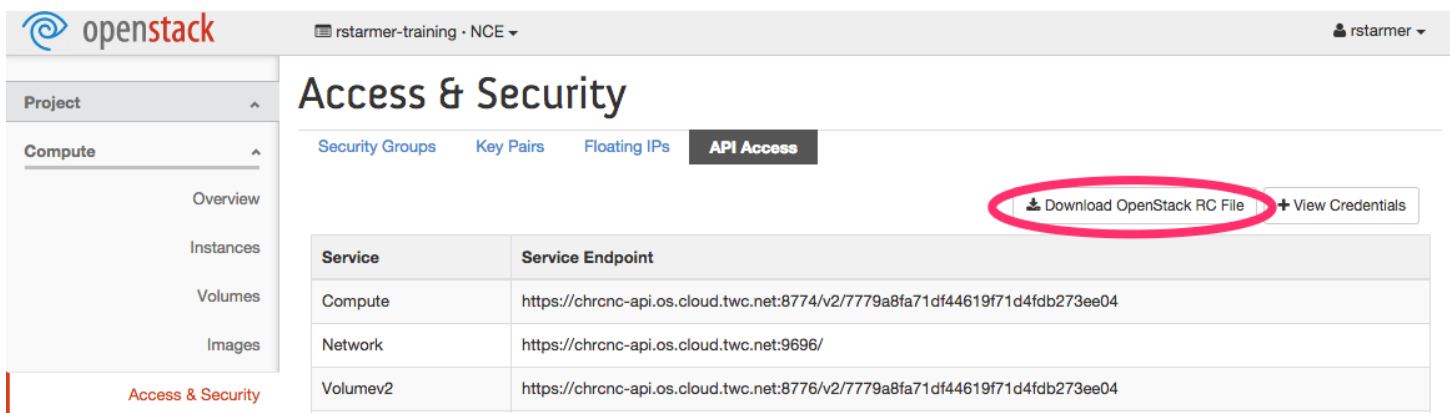 openstack
rstarmer-training · NCE
rstarmer
Project
Compute
Overview
Instances
Volumes
Images
Access & Security
Access & Security
Security Groups Key Pairs Floating IPs API Access
Download OpenStack RC File + View Credentials
Service Service Endpoint
Compute https://chrcnc-api.os.cloud.twc.net:8774/v2/7779a8fa71df44619f71d4fdb273ee04
Network https://chrcnc-api.os.cloud.twc.net:9696/
Volumev2 https://chrcnc-api.os.cloud.twc.net:8776/v2/7779a8fa71df44619f71d4fdb273ee04